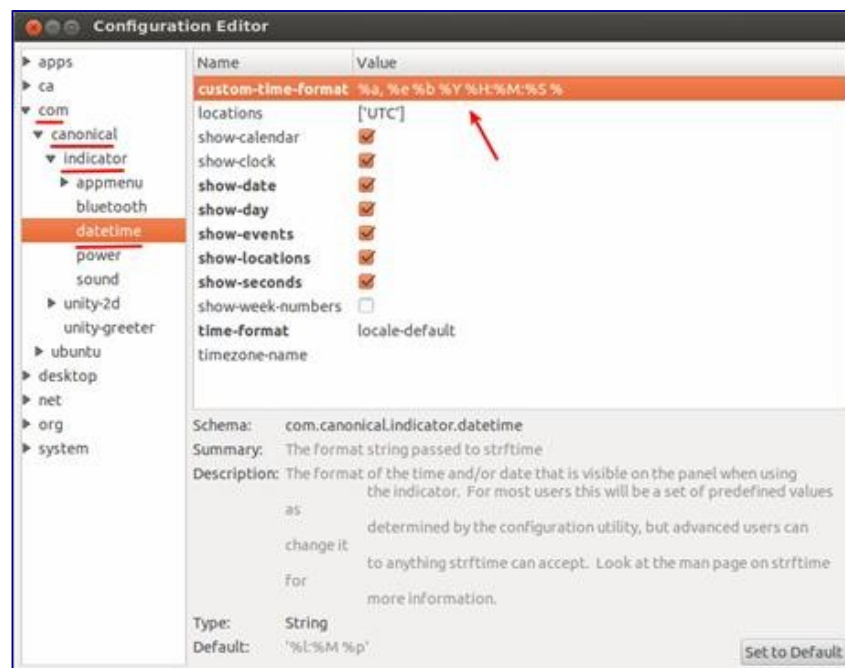 Configuration Editor
apps
ca
com
canonical
indicator
appmenu
bluetooth
datetime
power
sound
unity-2d
unity-greeter
ubuntu
desktop
net
org
system
Name Value
custom-time-format %a, %e %b %Y %H:%M:%S %
locations ['UTC']
show-calendar
show-clock
show-date
show-day
show-events
show-locations
show-seconds
show-week-numbers
time-format locale-default
timezone-name
Schema: com.canonical.indicator.datetime
Summary: The format string passed to strftime
Description: The format of the time and/or date that is visible on the panel when using
the indicator. For most users this will be a set of predefined values
as
determined by the configuration utility, but advanced users can
change it
to anything strftime can accept. Look at the man page on strftime
for
more information.
Type: String
Default: '%l:%M %p'
Set to Default